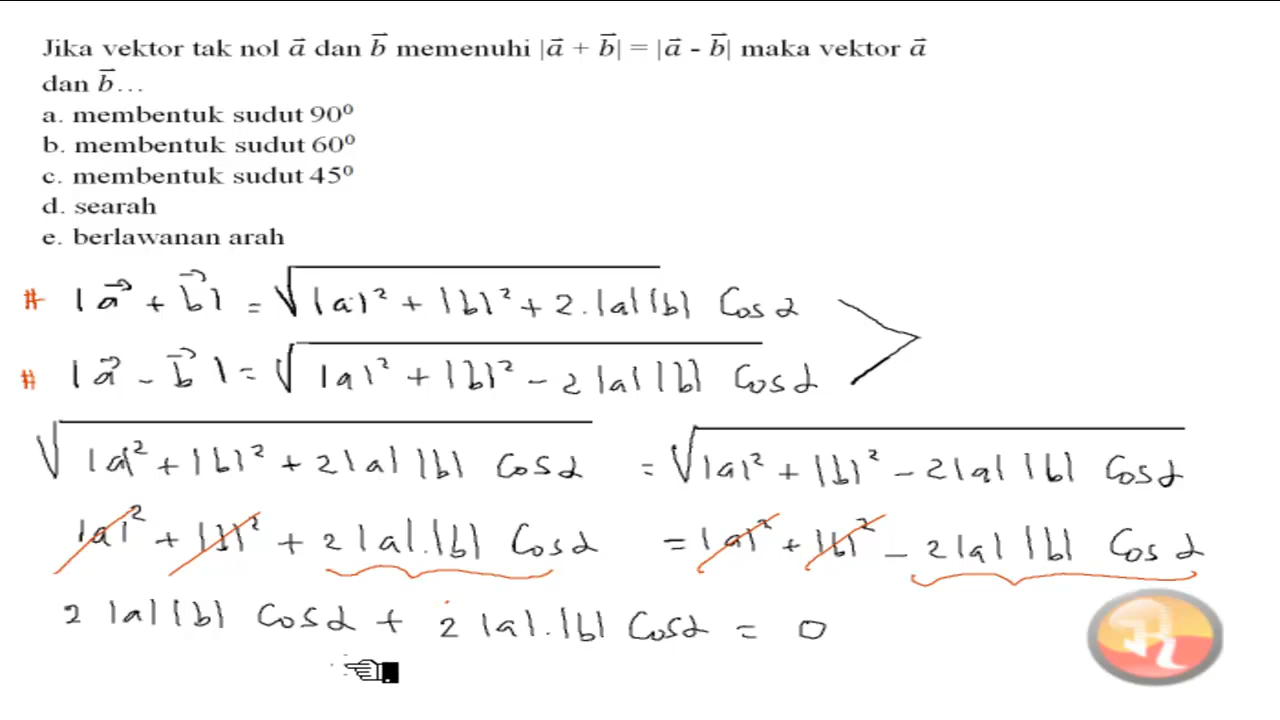 Jika vektor tak nol a⃗ dan b⃗ memenuhi |a⃗ + b⃗| = |a⃗ - b⃗| maka vektor a⃗
dan b⃗...
a. membentuk sudut 90⁰
b. membentuk sudut 60⁰
c. membentuk sudut 45⁰
d. searah
e. berlawanan arah
# |a⃗ + b⃗| = √|a|² + |b|² + 2.|a||b| Cos α
# |a⃗ - b⃗| = √|a|² + |b|² - 2|a||b| Cos α
√|a|² + |b|² + 2|a||b| Cos α = √|a|² + |b|² - 2|a||b| Cos α
|a|² + |b|² + 2|a|.|b| Cos α = |a|² + |b|² - 2|a||b| Cos α
2|a||b| Cos α + 2|a|.|b| Cos α = 0